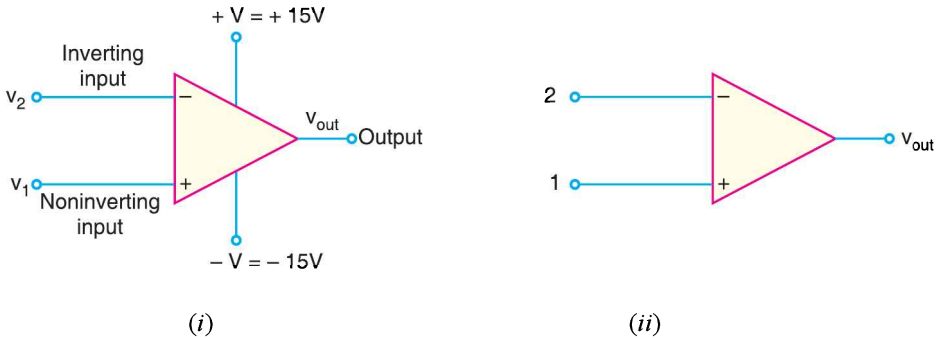 + V = + 15V
Inverting
input
v2
−
vout
Output
v1
+
Noninverting
input
– V = – 15V
(i)
2
−
vout
1
+
(ii)